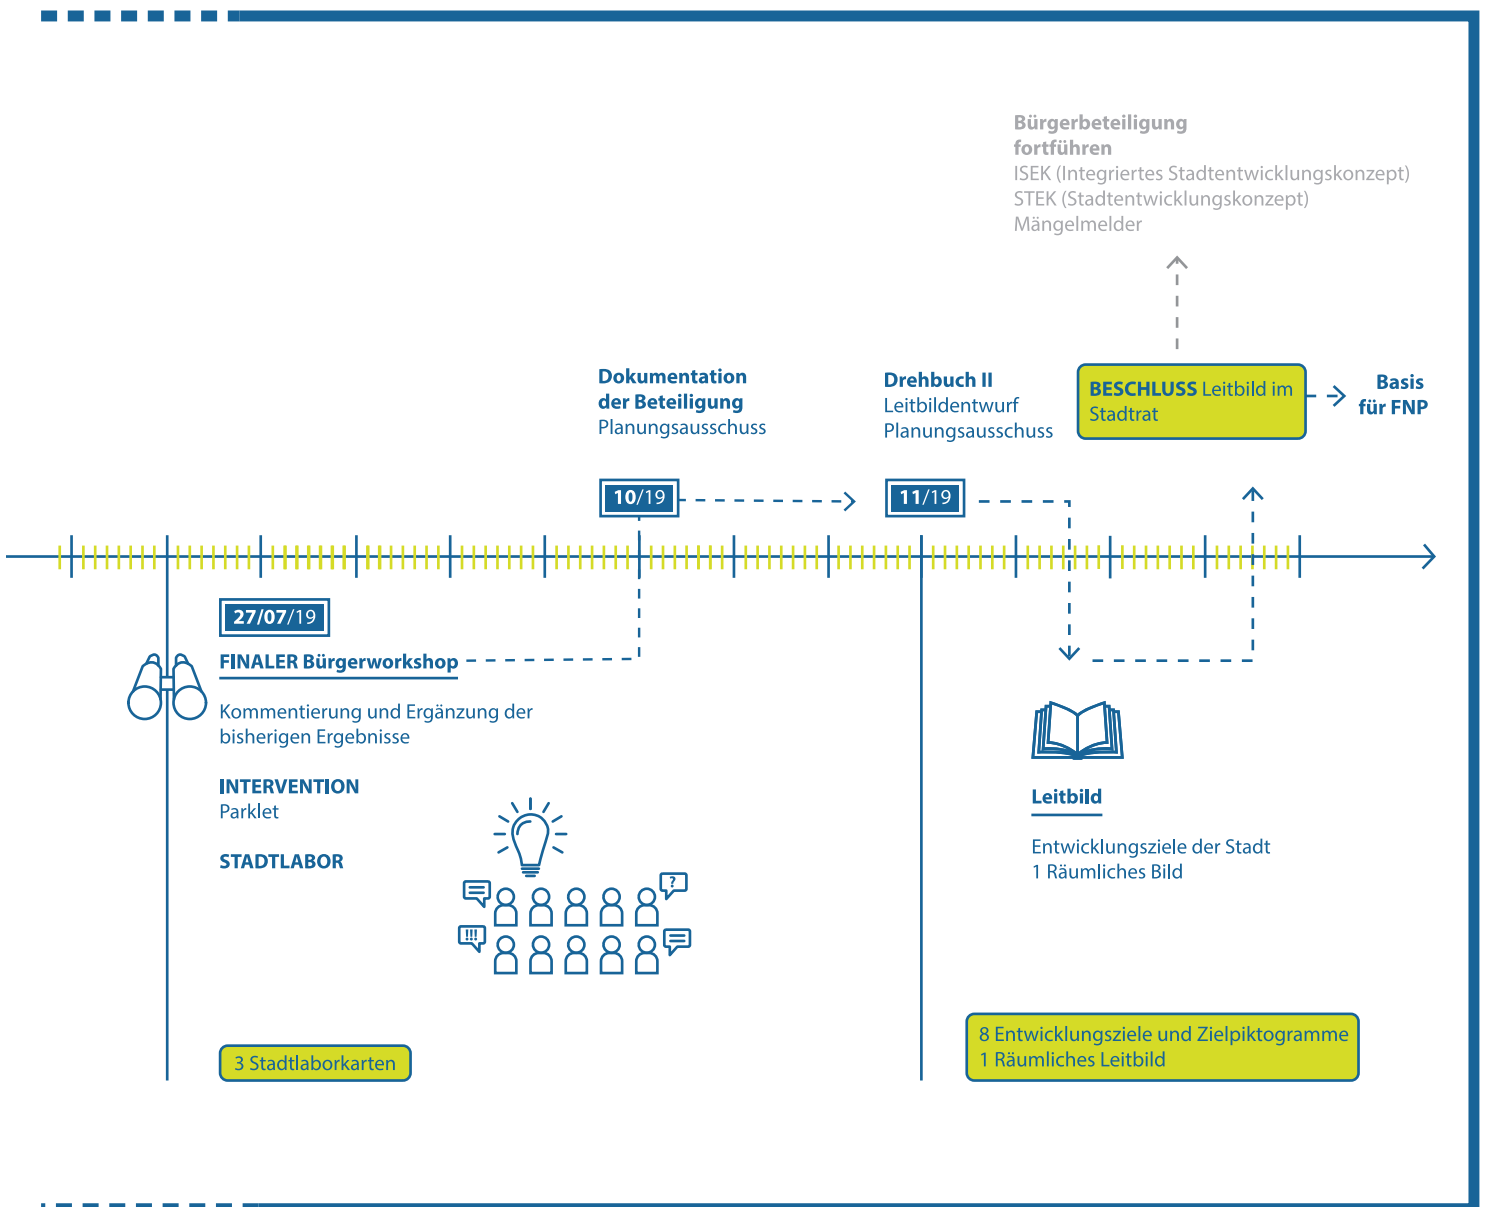 Bürgerbeteiligung
fortführen
ISEK (Integriertes Stadtentwicklungskonzept)
STEK (Stadtentwicklungskonzept)
Mängelmelder
Dokumentation
der Beteiligung
Planungsausschuss
Drehbuch II
Leitbildentwurf
Planungsausschuss
BESCHLUSS Leitbild im
Stadtrat
Basis
für FNP
10/19
11/19
27/07/19
FINALER Bürgerworkshop
Kommentierung und Ergänzung der
bisherigen Ergebnisse
INTERVENTION
Parklet
STADTLABOR
?
!!!
3 Stadtlaborkarten
Leitbild
Entwicklungsziele der Stadt
1 Räumliches Bild
8 Entwicklungsziele und Zielpiktogramme
1 Räumliches Leitbild